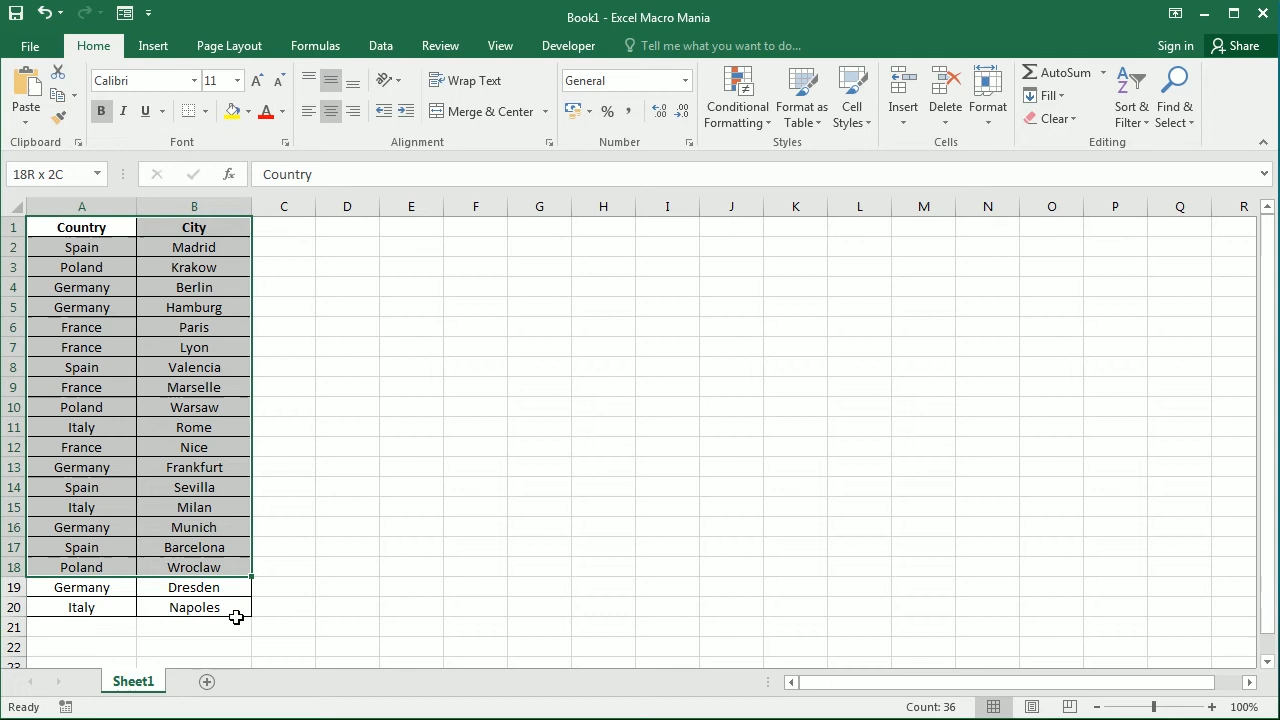 Book1 - Excel Macro Mania
File Home Insert Page Layout Formulas Data Review View Developer Tell me what you want to do... Sign in Share
Paste
Calibri 11
B I U A
Wrap Text
Merge & Center
General
% ,
Conditional Formatting
Format as Table
Cell Styles
Insert
Delete
Format
AutoSum
Fill
Clear
Sort & Filter
Find & Select
Clipboard Font Alignment Number Styles Cells Editing
18R x 2C fx Country
A B C D E F G H I J K L M N O P Q R
1 Country City
2 Spain Madrid
3 Poland Krakow
4 Germany Berlin
5 Germany Hamburg
6 France Paris
7 France Lyon
8 Spain Valencia
9 France Marselle
10 Poland Warsaw
11 Italy Rome
12 France Nice
13 Germany Frankfurt
14 Spain Sevilla
15 Italy Milan
16 Germany Munich
17 Spain Barcelona
18 Poland Wroclaw
19 Germany Dresden
20 Italy Napoles
21
22
23
Sheet1
Ready Count: 36 100%